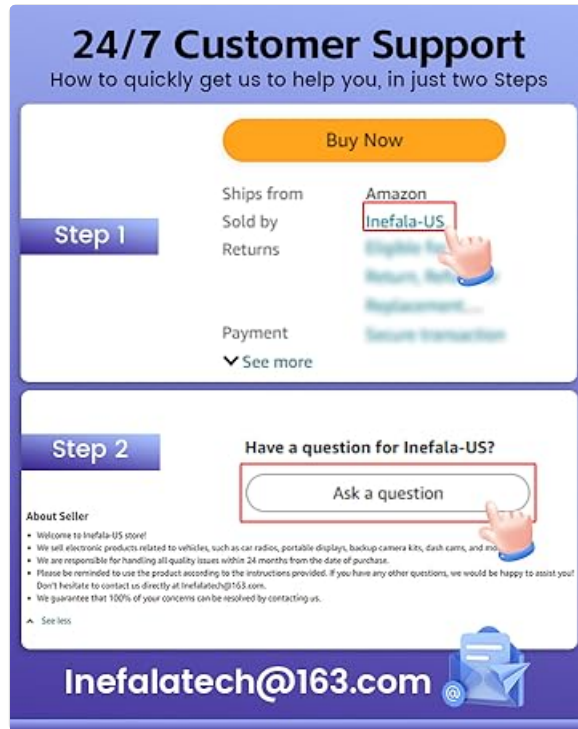 24/7 Customer Support
How to quickly get us to help you, in just two Steps
Buy Now
Ships from Amazon
Step 1
Sold by Inefala-US
Returns
Payment
See more
Step 2
Have a question for Inefala-US?
Ask a question
About Seller
Welcome to Inefala-US store!
We sell electronic products related to vehicles, such as car radios, portable displays, backup camera kits, dash cams, and
We are responsible for handling all quality issues within 24 months from the date of purchase.
Please be reminded to use the product according to the instructions provided. If you have any other questions, we would be happy to assist you!
Don't hesitate to contact us directly at Inefalatech@163.com.
We guarantee that 100% of your concerns can be resolved by contacting us.
See less
Inefalatech@163.com